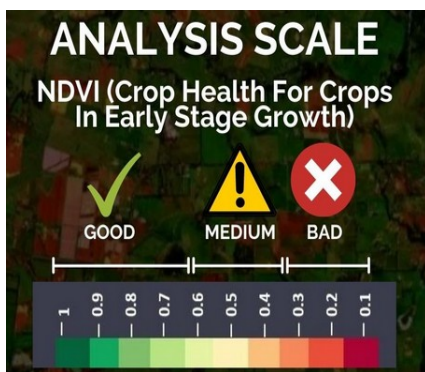 ANALYSIS SCALE
NDVI (Crop Health For Crops
In Early Stage Growth)
GOOD MEDIUM BAD
1 0.9 0.8 0.7 0.6 0.5 0.4 0.3 0.2 0.1